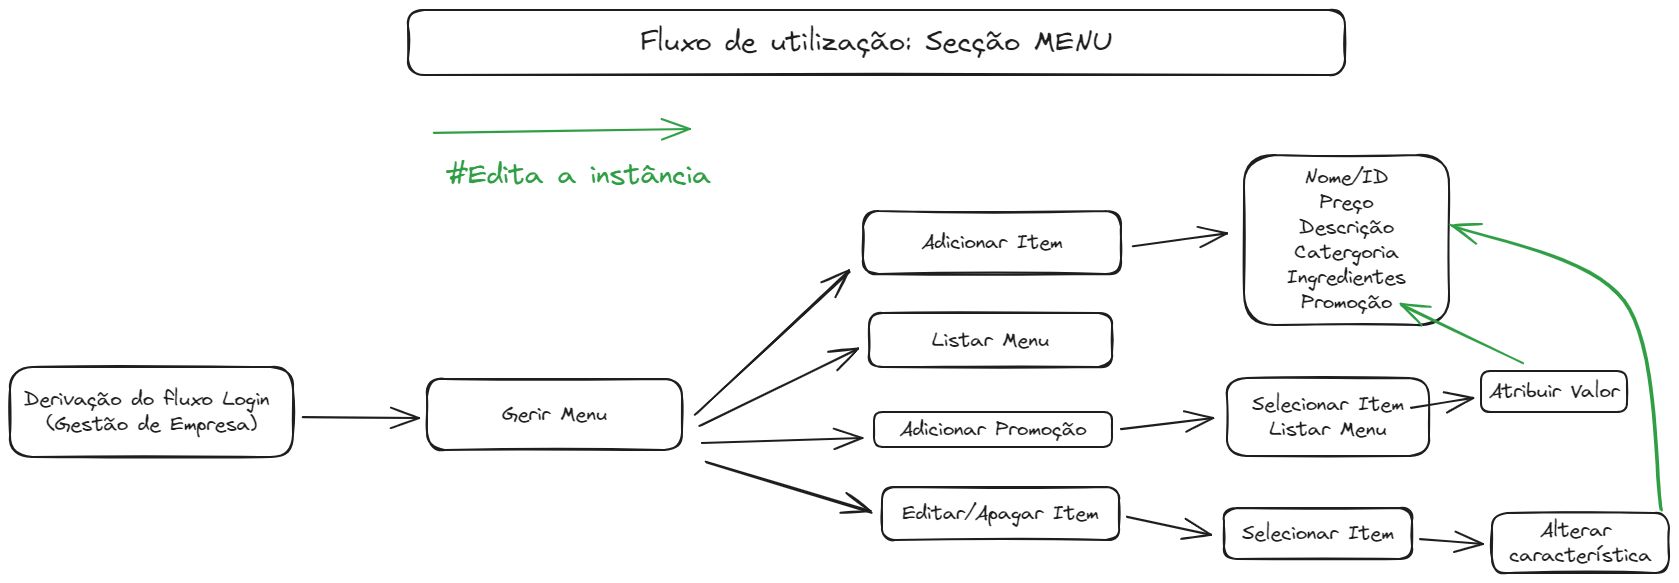 Fluxo de utilização: Secção MENU
#Edita a instância
Nome/ID
Preço
Descrição
Catergoria
Ingredientes
Promoção
Adicionar Item
Listar Menu
Derivação do fluxo Login
(Gestão de Empresa)
Gerir Menu
Adicionar Promoção
Selecionar Item
Listar Menu
Atribuir Valor
Editar/Apagar Item
Selecionar Item
Alterar
característica